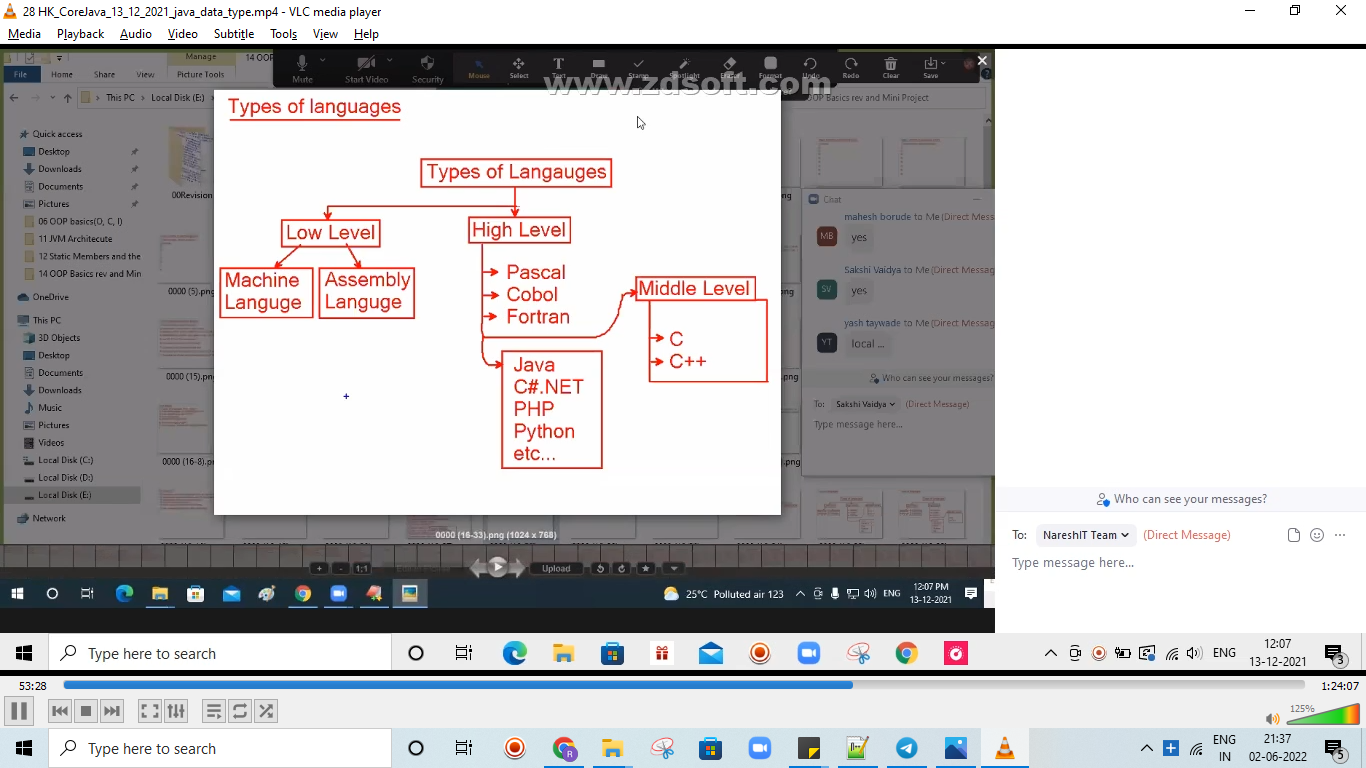 28 HK_CoreJava_13_12_2021_java_data_type.mp4 - VLC media player
Media Playback Audio Video Subtitle Tools View Help
Manage
14 OO
File Home Share View Picture Tools
Mute Start Video Security Mouse Select Text Draw Stamp Spotlight Eraser Format Undo Redo Clear Save
www.zdsoft.com
This PC Local Disk (E:)
OOP Basics rev and Mini Project
Quick access
Desktop
Downloads
Documents
Pictures
06 OOP basics(O, C, I)
11 JVM Architecute
12 Static Members and the
14 OOP Basics rev and Min
OneDrive
This PC
3D Objects
Desktop
Documents
Downloads
Music
Pictures
Videos
Local Disk (C:)
Local Disk (D:)
Local Disk (E:)
Network
00Revision
0000 (5).png
0000 (15).png
0000 (16-8).png
Types of languages
Types of Langauges
Low Level
High Level
Machine Languge
Assembly Languge
Pascal
Cobol
Fortran
Middle Level
C
C++
Java
C#.NET
PHP
Python
etc...
0000 (16-33).png (1024 x 768)
1:1
Upload
Chat
mahesh borude to Me (Direct Mess
MB yes
Sakshi Vaidya to Me (Direct Messag
SV yes
yash taywade to Me (Direct Messag
YT local ...
Who can see your messages?
To: Sakshi Vaidya (Direct Message)
Type message here...
25°C Polluted air 123
ENG
12:07 PM
13-12-2021
Who can see your messages?
To: NareshIT Team (Direct Message)
Type message here...
Type here to search
ENG
12:07
13-12-2021
3
53:28
1:24:07
125%
Type here to search
R
ENG
IN
21:37
02-06-2022
5